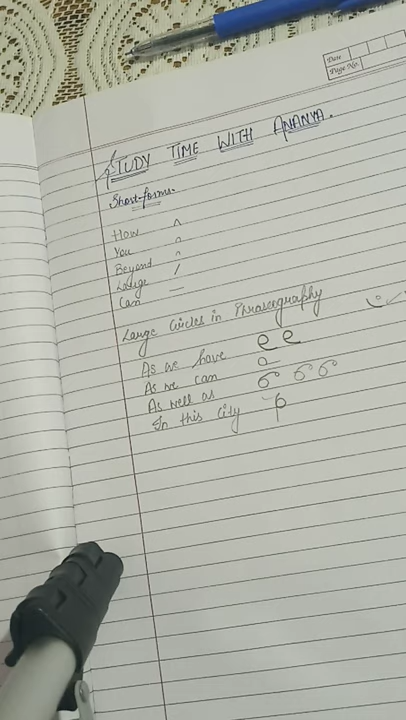 Date
Page No.
STUDY TIME WITH ANANYA.
Short-forms.
How
You
Beyond
Large
Can
Large Circles in Phraseography
As we have
As we can
As well as
In this city